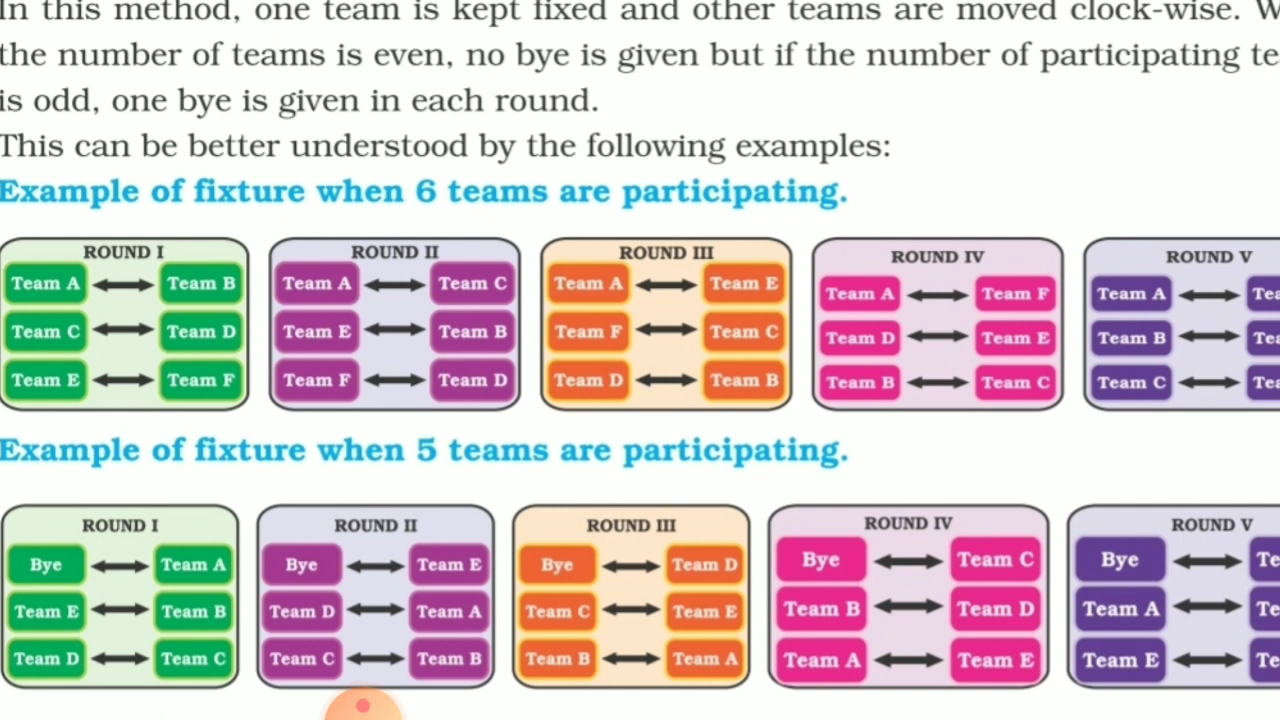 In this method, one team is kept fixed and other teams are moved clock-wise. W
the number of teams is even, no bye is given but if the number of participating te
is odd, one bye is given in each round.
This can be better understood by the following examples:
Example of fixture when 6 teams are participating.
ROUND I
Team A Team B
Team C Team D
Team E Team F
ROUND II
Team A Team C
Team E Team B
Team F Team D
ROUND III
Team A Team E
Team F Team C
Team D Team B
ROUND IV
Team A Team F
Team D Team E
Team B Team C
ROUND V
Team A Tea
Team B Tea
Team C Tea
Example of fixture when 5 teams are participating.
ROUND I
Bye Team A
Team E Team B
Team D Team C
ROUND II
Bye Team E
Team D Team A
Team C Team B
ROUND III
Bye Team D
Team C Team E
Team B Team A
ROUND IV
Bye Team C
Team B Team D
Team A Team E
ROUND V
Bye Te
Team A Te
Team E Te